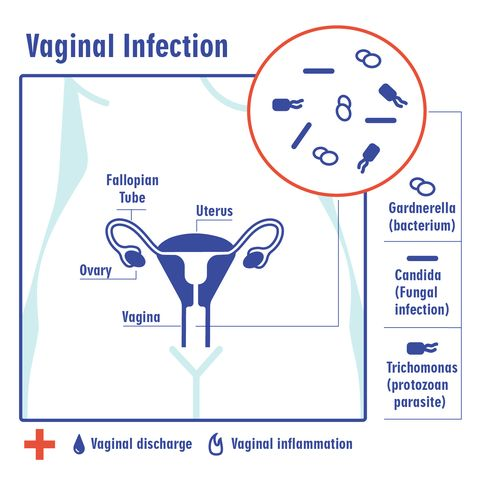 Vaginal Infection
Fallopian
Tube
Uterus
Ovary
Vagina
Gardnerella
(bacterium)
Candida
(Fungal
infection)
Trichomonas
(protozoan
parasite)
Vaginal discharge
Vaginal inflammation